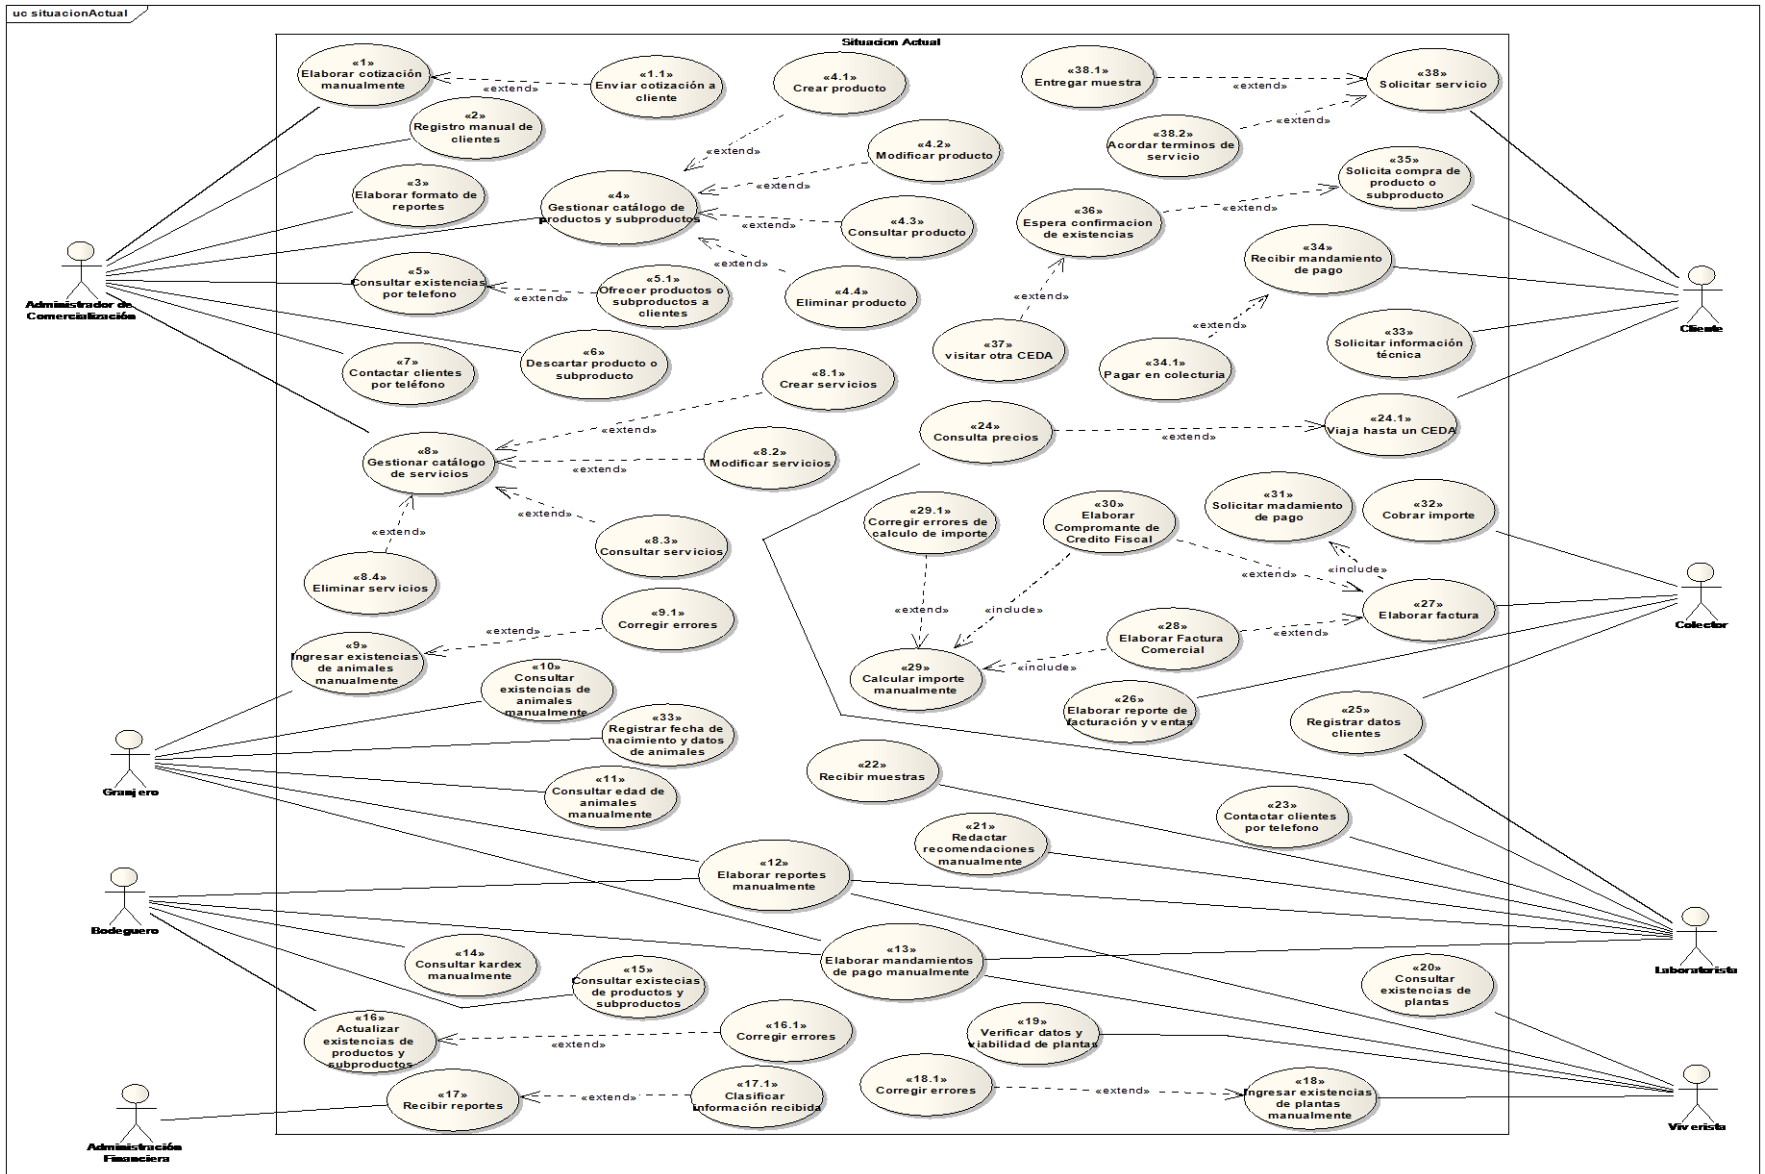 uc situacionActual
Situacion Actual
«1»
Elaborar cotización
manualmente
«extend»
«1.1»
Enviar cotización a
cliente
«2»
Registro manual de
clientes
«3»
Elaborar formato de
reportes
«4»
Gestionar catálogo de
productos y subproductos
«4.1»
Crear producto
«extend»
«4.2»
Modificar producto
«extend»
«4.3»
Consultar producto
«extend»
«4.4»
Eliminar producto
«extend»
«5»
Consultar existencias
por telefono
«extend»
«5.1»
Ofrecer productos o
subproductos a
clientes
«6»
Descartar producto o
subproducto
«7»
Contactar clientes
por teléfono
Administrador de
Comercialización
«8»
Gestionar catálogo
de servicios
«8.1»
Crear servicios
«extend»
«8.2»
Modificar servicios
«extend»
«8.3»
Consultar servicios
«extend»
«8.4»
Eliminar servicios
«extend»
«9»
Ingresar existencias
de animales
manualmente
«extend»
«9.1»
Corregir errores
«10»
Consultar
existencias de
animales
manualmente
«33»
Registrar fecha de
nacimiento y datos
de animales
«11»
Consultar edad de
animales
manualmente
Granjero
«12»
Elaborar reportes
manualmente
«13»
Elaborar mandamientos
de pago manualmente
Bodeguero
«14»
Consultar kardex
manualmente
«15»
Consultar existecias
de productos y
subproductos
«16»
Actualizar
existencias de
productos y
subproductos
«extend»
«16.1»
Corregir errores
«17»
Recibir reportes
«extend»
«17.1»
Clasificar
información recibida
Administración
Financiera
«38.1»
Entregar muestra
«extend»
«38»
Solicitar servicio
«38.2»
Acordar terminos de
servicio
«extend»
«35»
Solicita compra de
producto o
subproducto
«36»
Espera confirmacion
de existencias
«extend»
«34»
Recibir mandamiento
de pago
«extend»
«37»
visitar otra CEDA
«extend»
«34.1»
Pagar en colecturia
«33»
Solicitar información
técnica
Cliente
«24»
Consulta precios
«extend»
«24.1»
Viaja hasta un CEDA
«29.1»
Corregir errores de
calculo de importe
«extend»
«30»
Elaborar
Compromante de
Credito Fiscal
«include»
«extend»
«31»
Solicitar madamiento
de pago
«include»
«32»
Cobrar importe
«27»
Elaborar factura
«28»
Elaborar Factura
Comercial
«extend»
«include»
«29»
Calcular importe
manualmente
Colector
«26»
Elaborar reporte de
facturación y ventas
«25»
Registrar datos
clientes
«22»
Recibir muestras
«23»
Contactar clientes
por telefono
«21»
Redactar
recomendaciones
manualmente
Laboratorista
«20»
Consultar
existencias de
plantas
«19»
Verificar datos y
viabilidad de plantas
«18.1»
Corregir errores
«extend»
«18»
Ingresar existencias
de plantas
manualmente
Viverista